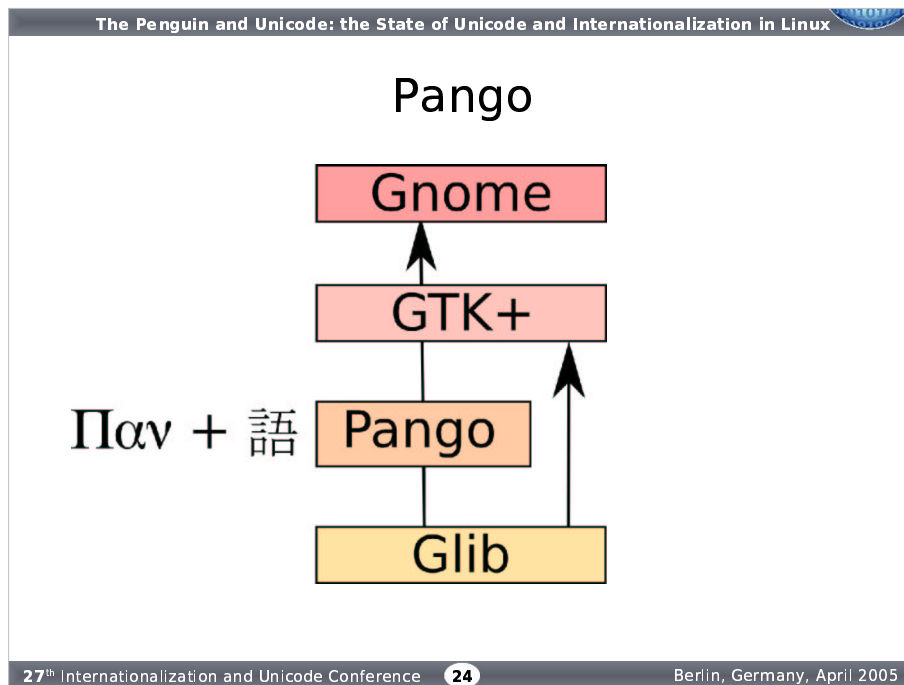 The Penguin and Unicode: the State of Unicode and Internationalization in Linux
Pango
Gnome
GTK+
Παν + 語 Pango
Glib
27th Internationalization and Unicode Conference 24 Berlin, Germany, April 2005